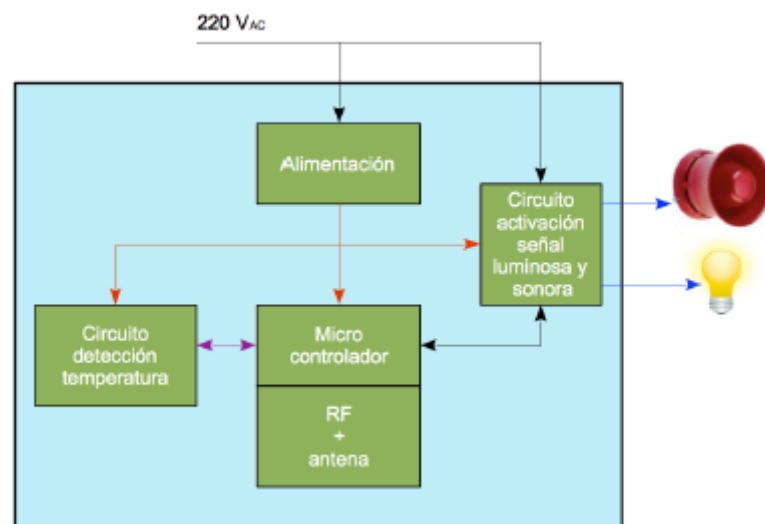 220 VAC
Alimentación
Circuito
activación
señal
luminosa y
sonora
Circuito
detección
temperatura
Micro
controlador
RF
+
antena